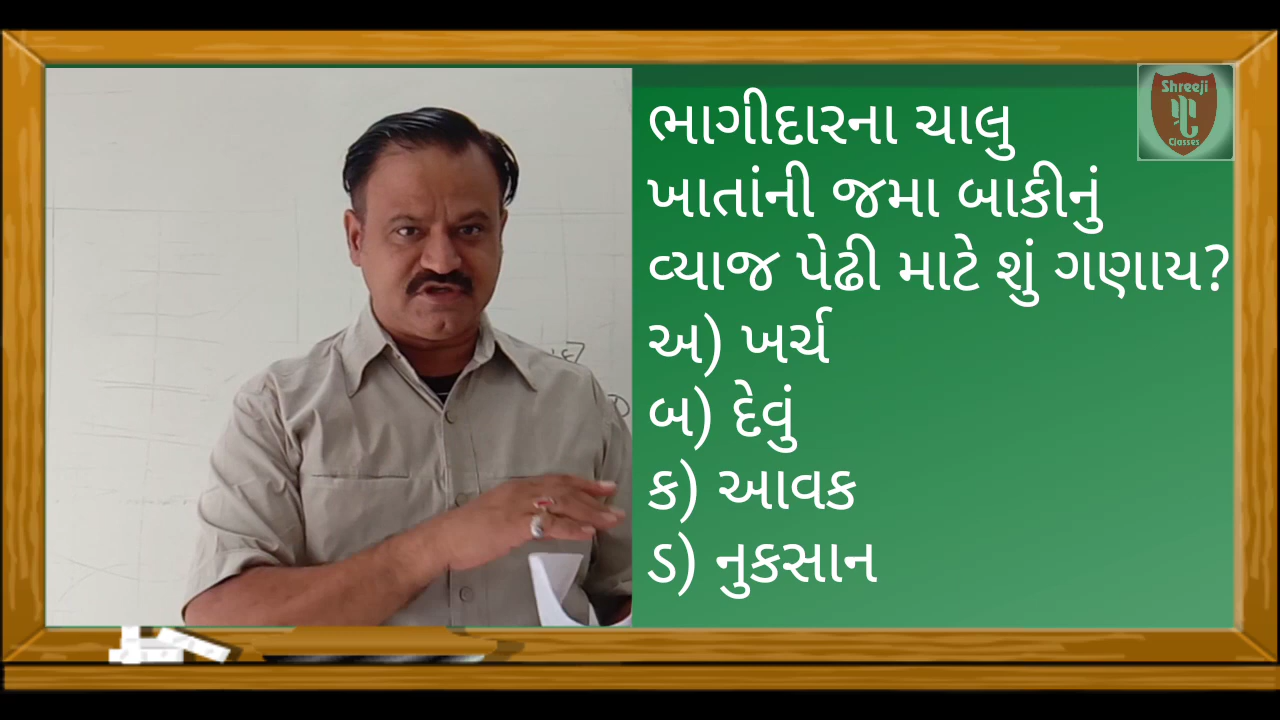 Shreeji
Classes
ભાગીદારના ચાલુ
ખાતાંની જમા બાકીનું
વ્યાજ પેઢી માટે શું ગણાય?
અ) ખર્ચ
બ) દેવું
ક) આવક
ડ) નુકસાન